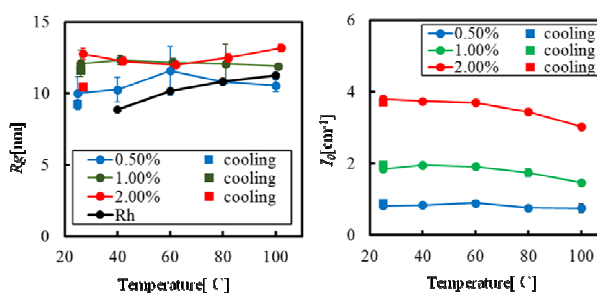 15
10
5
0
Rg[nm]
0.50% cooling
1.00% cooling
2.00% cooling
Rh
20 40 60 80 100
Temperature[ C]
6
4
2
0
I0[cm-1]
0.50% cooling
1.00% cooling
2.00% cooling
20 40 60 80 100
Temperature[ C]